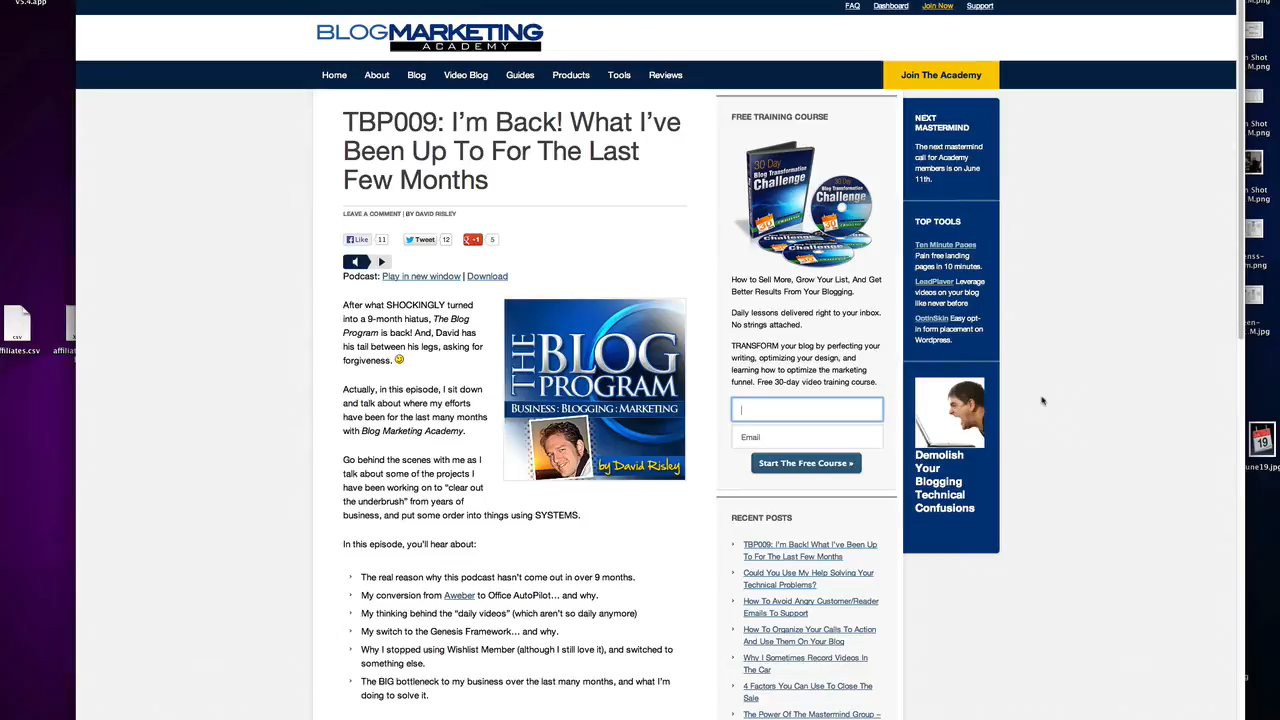 v5.4.app
FAQ Dashboard Join Now Support
BLOGMARKETING
ACADEMY
Home About Blog Video Blog Guides Products Tools Reviews
Join The Academy
TBP009: I'm Back! What I've
Been Up To For The Last
Few Months
LEAVE A COMMENT | BY DAVID RISLEY
Like 11 Tweet 12 +1 5
Podcast: Play in new window | Download
After what SHOCKINGLY turned
into a 9-month hiatus, The Blog
Program is back! And, David has
his tail between his legs, asking for
forgiveness.
Actually, in this episode, I sit down
and talk about where my efforts
have been for the last many months
with Blog Marketing Academy.
Go behind the scenes with me as I
talk about some of the projects I
have been working on to “clear out
the underbrush” from years of
business, and put some order into things using SYSTEMS.
THE BLOG
PROGRAM
BUSINESS:BLOGGING:MARKETING
by David Risley
In this episode, you'll hear about:
The real reason why this podcast hasn't come out in over 9 months.
My conversion from Aweber to Office AutoPilot… and why.
My thinking behind the “daily videos” (which aren't so daily anymore)
My switch to the Genesis Framework… and why.
Why I stopped using Wishlist Member (although I still love it), and switched to
something else.
The BIG bottleneck to my business over the last many months, and what I'm
doing to solve it.
FREE TRAINING COURSE
30 Day
Blog Transformation
Challenge
30 Day
Blog Transformation
Challenge
How to Sell More, Grow Your List, And Get
Better Results From Your Blogging.
Daily lessons delivered right to your inbox.
No strings attached.
TRANSFORM your blog by perfecting your
writing, optimizing your design, and
learning how to optimize the marketing
funnel. Free 30-day video training course.
Email
Start The Free Course »
RECENT POSTS
TBP009: I'm Back! What I've Been Up
To For The Last Few Months
Could You Use My Help Solving Your
Technical Problems?
How To Avoid Angry Customer/Reader
Emails To Support
How To Organize Your Calls To Action
And Use Them On Your Blog
Why I Sometimes Record Videos In
The Car
4 Factors You Can Use To Close The
Sale
The Power Of The Mastermind Group –
NEXT
MASTERMIND
The next mastermind
call for Academy
members is on June
11th.
TOP TOOLS
Ten Minute Pages
Pain free landing
pages in 10 minutes.
LeadPlayer Leverage
videos on your blog
like never before
OptinSkin Easy opt-
in form placement on
Wordpress.
Demolish
Your
Blogging
Technical
Confusions
affiliates.csv
affiliat
Shot
M.png
Shot
M.png
19
june19.jpg